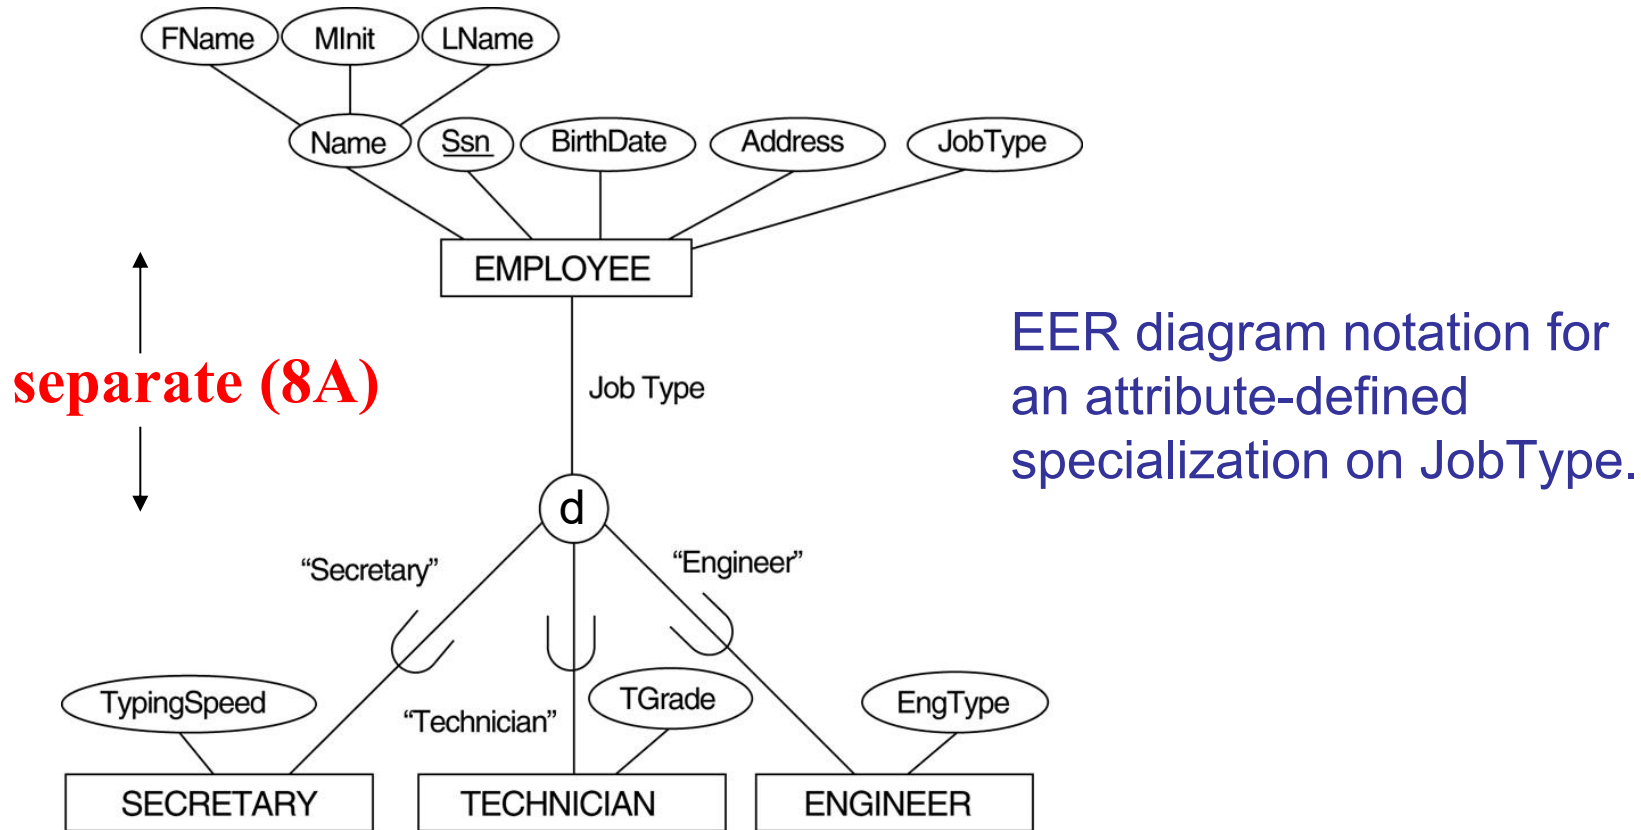 FName MInit LName
Name Ssn BirthDate Address JobType
EMPLOYEE
separate (8A)
Job Type
EER diagram notation for
an attribute-defined
specialization on JobType.
d
“Secretary”
“Engineer”
TypingSpeed
“Technician”
TGrade
EngType
SECRETARY TECHNICIAN ENGINEER